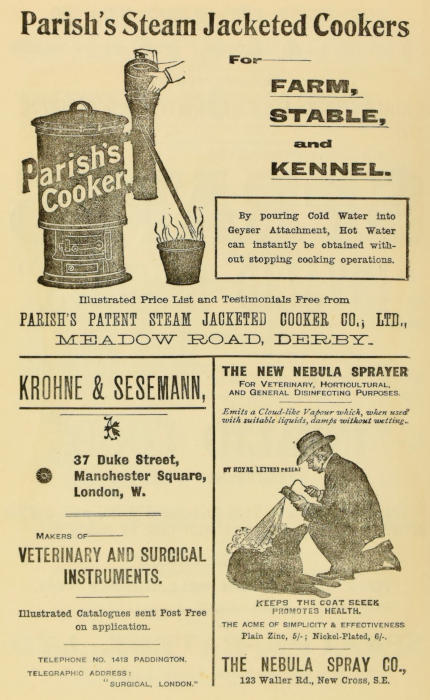 Parish's Steam Jacketed Cookers
For
FARM,
STABLE,
and
KENNEL.
Parish's
Cooker.
By pouring Cold Water into
Geyser Attachment, Hot Water
can instantly be obtained with-
out stopping cooking operations.
Illustrated Price List and Testimonials Free from
PARISH'S PATENT STEAM JACKETED COOKER CO., LTD.,
MEADOW ROAD, DERBY.
KROHNE & SESEMANN,
37 Duke Street,
Manchester Square,
London, W.
MAKERS OF
VETERINARY AND SURGICAL
INSTRUMENTS.
Illustrated Catalogues sent Post Free
on application.
TELEPHONE NO. 1413 PADDINGTON.
TELEGRAPHIC ADDRESS:
"SURGICAL, LONDON."
THE NEW NEBULA SPRAYER
FOR VETERINARY, HORTICULTURAL,
AND GENERAL DISINFECTING PURPOSES.
Emits a Cloud-like Vapour which, when used
with suitable liquids, damps without wetting.
BY ROYAL LETTERS PATENT
KEEPS THE COAT SLEEK
PROMOTES HEALTH.
THE ACME OF SIMPLICITY & EFFECTIVENESS
Plain Zinc, 5/-; Nickel-Plated, 6/-.
THE NEBULA SPRAY CO.,
123 Waller Rd., New Cross, S.E.